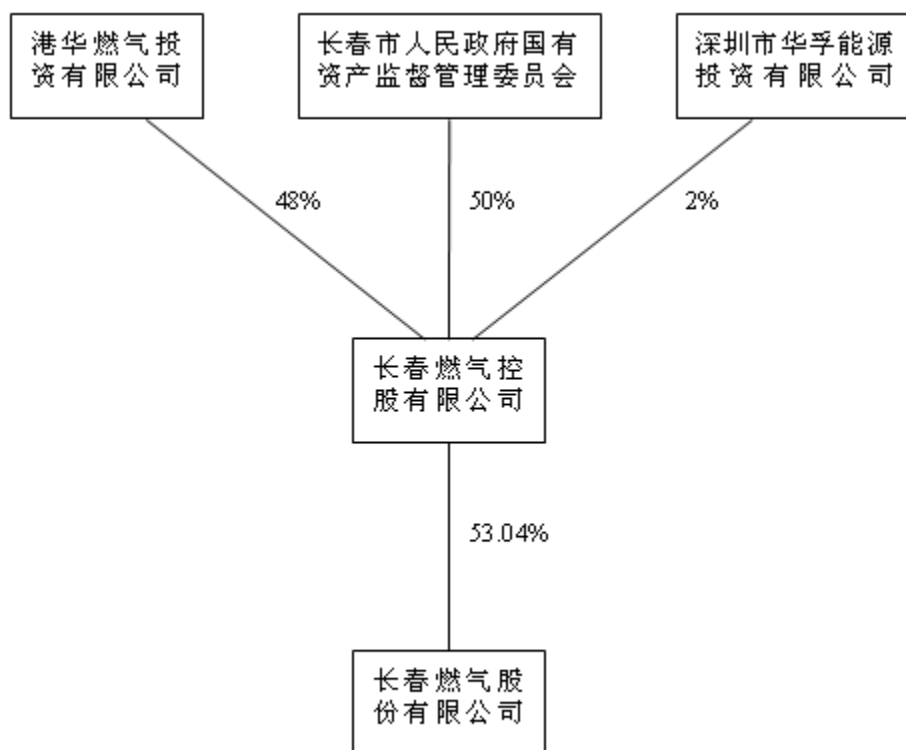 港华燃气投
资有限公司
长春市人民政府国有
资产监督管理委员会
深圳市华孚能源
投资有限公司
48%
50%
2%
长春燃气控
股有限公司
53.04%
长春燃气股
份有限公司